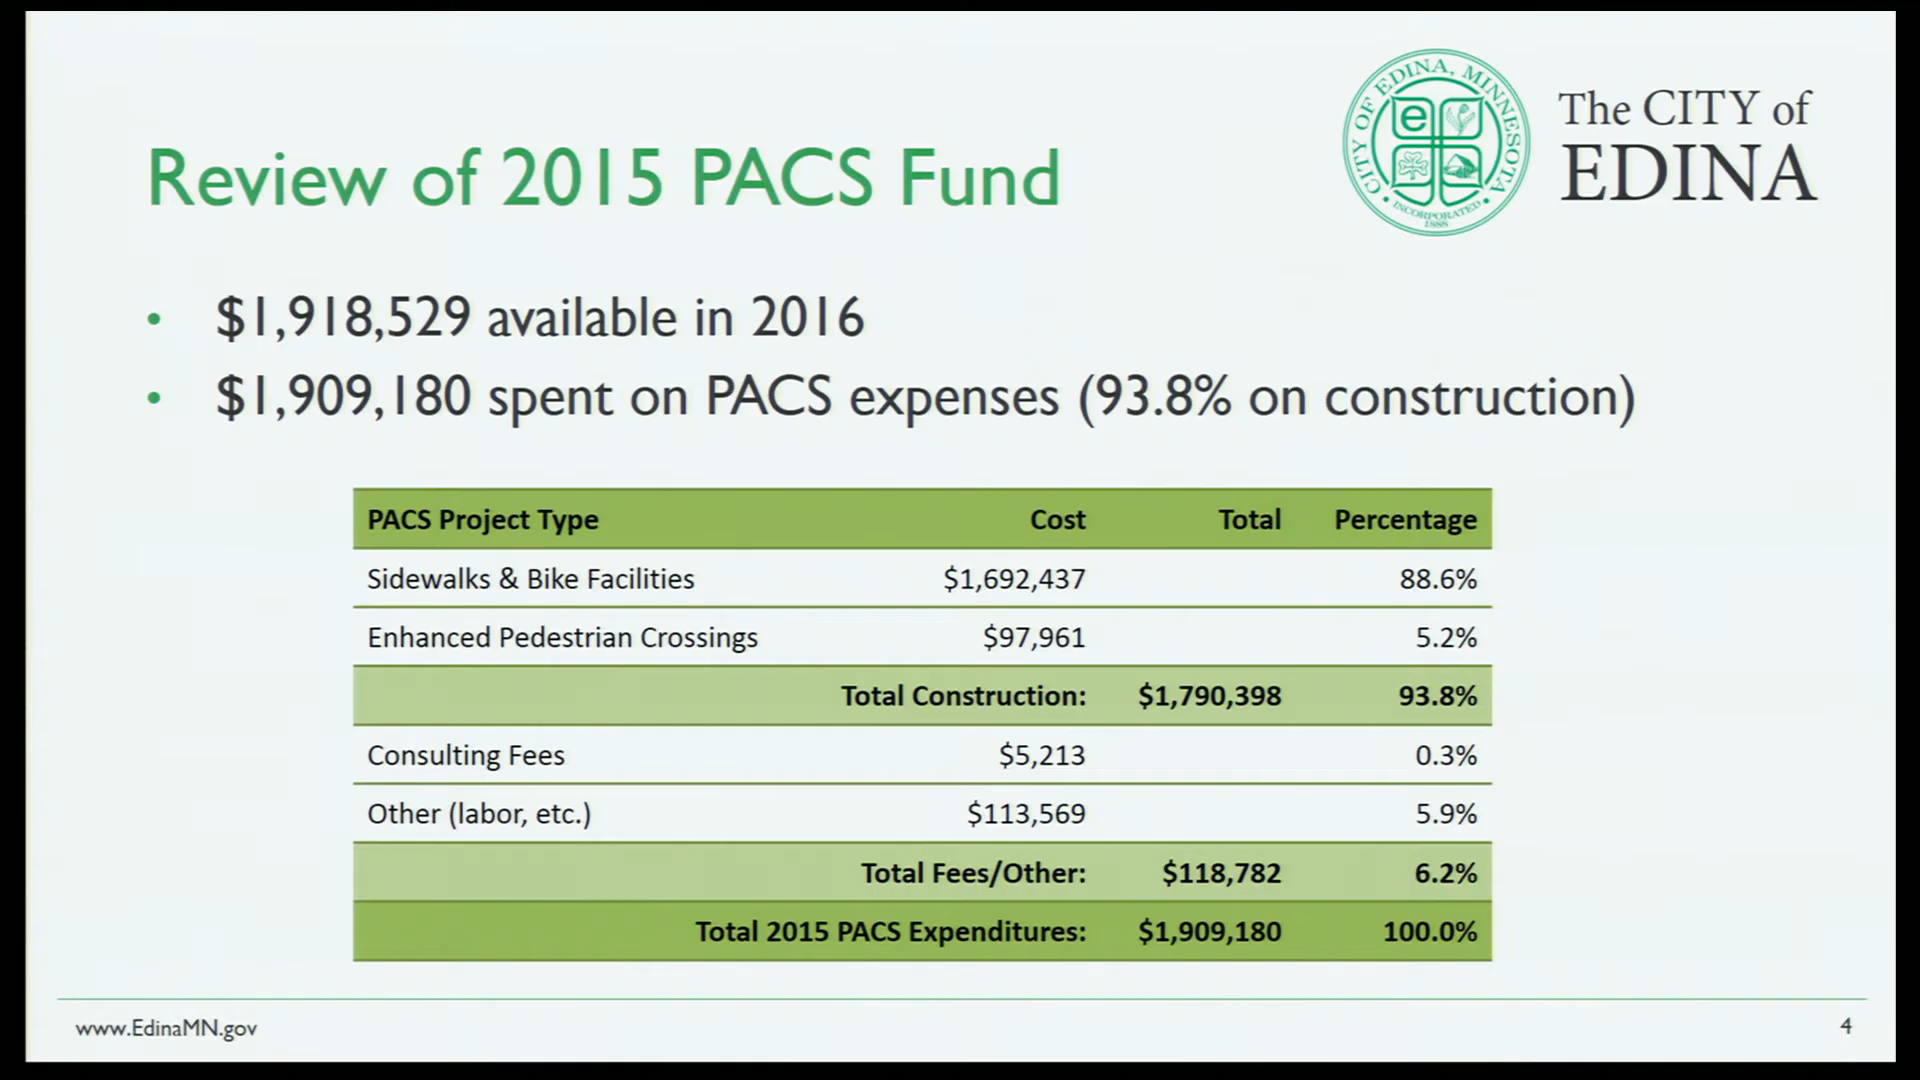 CITY OF EDINA, MINNESOTA
e
INCORPORATED
1888
The CITY of
EDINA
Review of 2015 PACS Fund
• $1,918,529 available in 2016
• $1,909,180 spent on PACS expenses (93.8% on construction)
PACS Project Type Cost Total Percentage
Sidewalks & Bike Facilities $1,692,437 88.6%
Enhanced Pedestrian Crossings $97,961 5.2%
Total Construction: $1,790,398 93.8%
Consulting Fees $5,213 0.3%
Other (labor, etc.) $113,569 5.9%
Total Fees/Other: $118,782 6.2%
Total 2015 PACS Expenditures: $1,909,180 100.0%
www.EdinaMN.gov 4